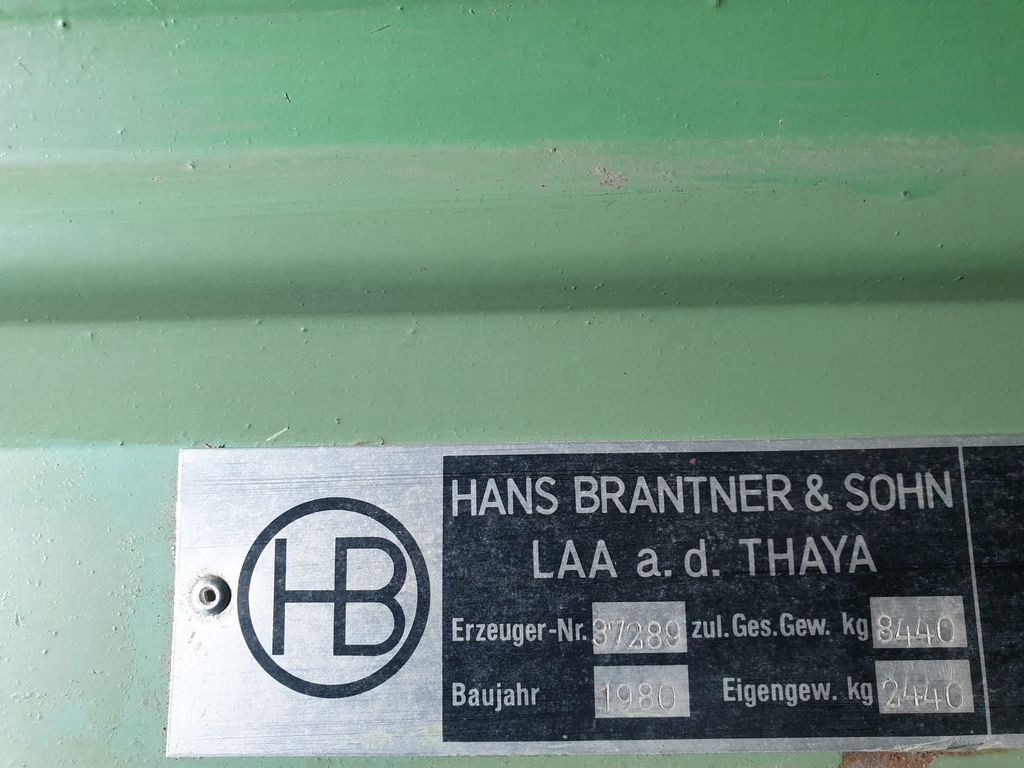 HB
HANS BRANTNER & SOHN
LAA a. d. THAYA
Erzeuger-Nr. 37289 zul. Ges. Gew. kg 8440
Baujahr 1980 Eigengew. kg 2440